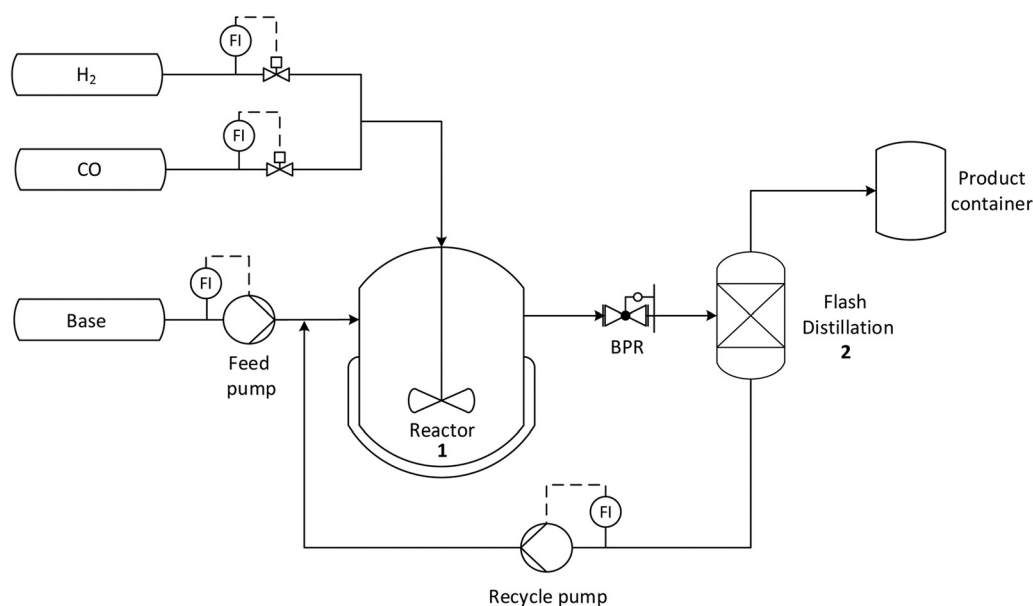 FI
H₂
FI
CO
Product
container
FI
Base
Feed
pump
BPR
Flash
Distillation
2
Reactor
1
FI
Recycle pump